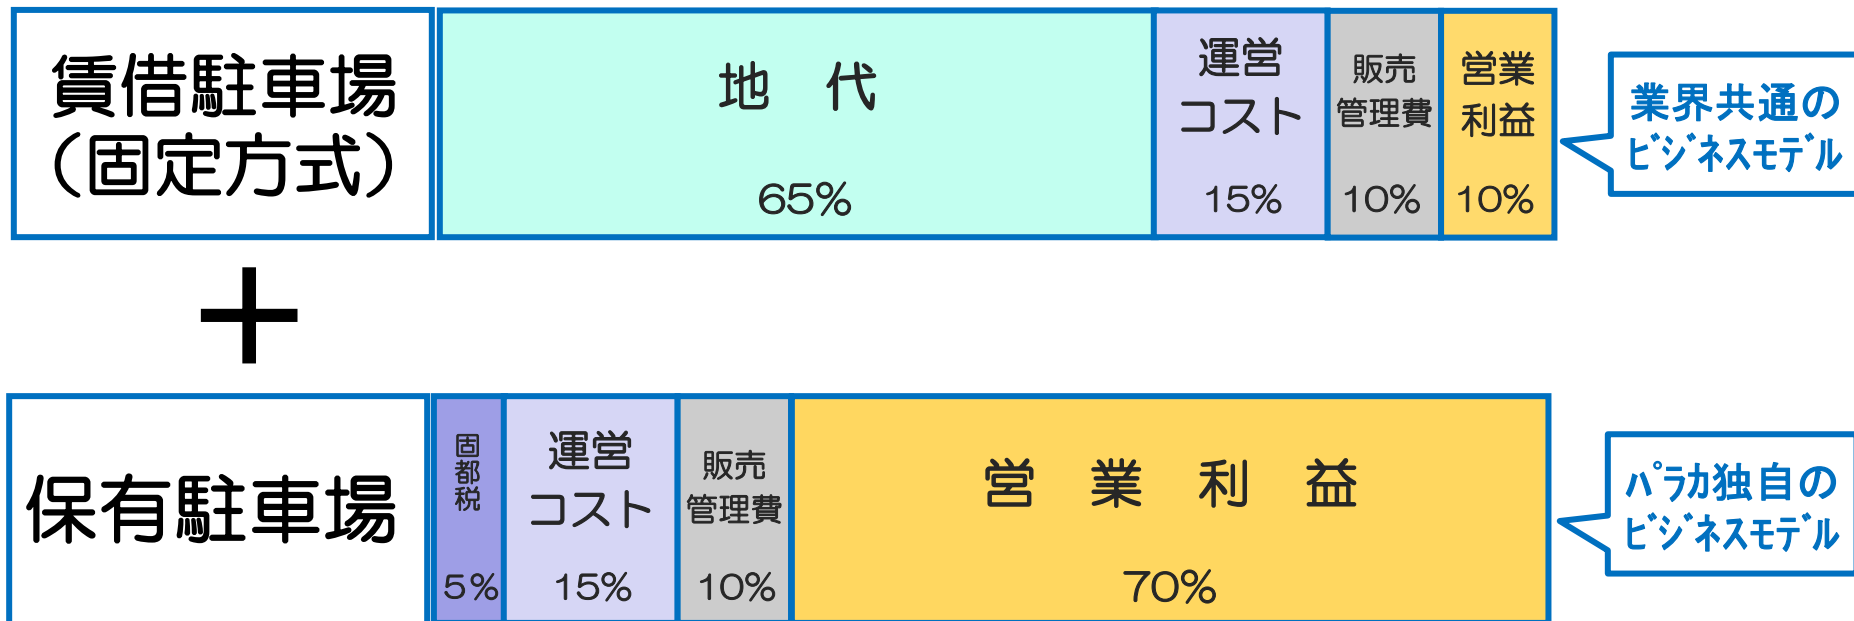 賃借駐車場
（固定方式）
地 代
65%
運営
コスト
15%
販売
管理費
10%
営業
利益
10%
業界共通の
ﾋﾞｼﾞﾈｽﾓﾃﾞﾙ
＋
保有駐車場
固都税
5%
運営
コスト
15%
販売
管理費
10%
営 業 利 益
70%
ﾊﾟﾗｶ独自の
ﾋﾞｼﾞﾈｽﾓﾃﾞﾙ